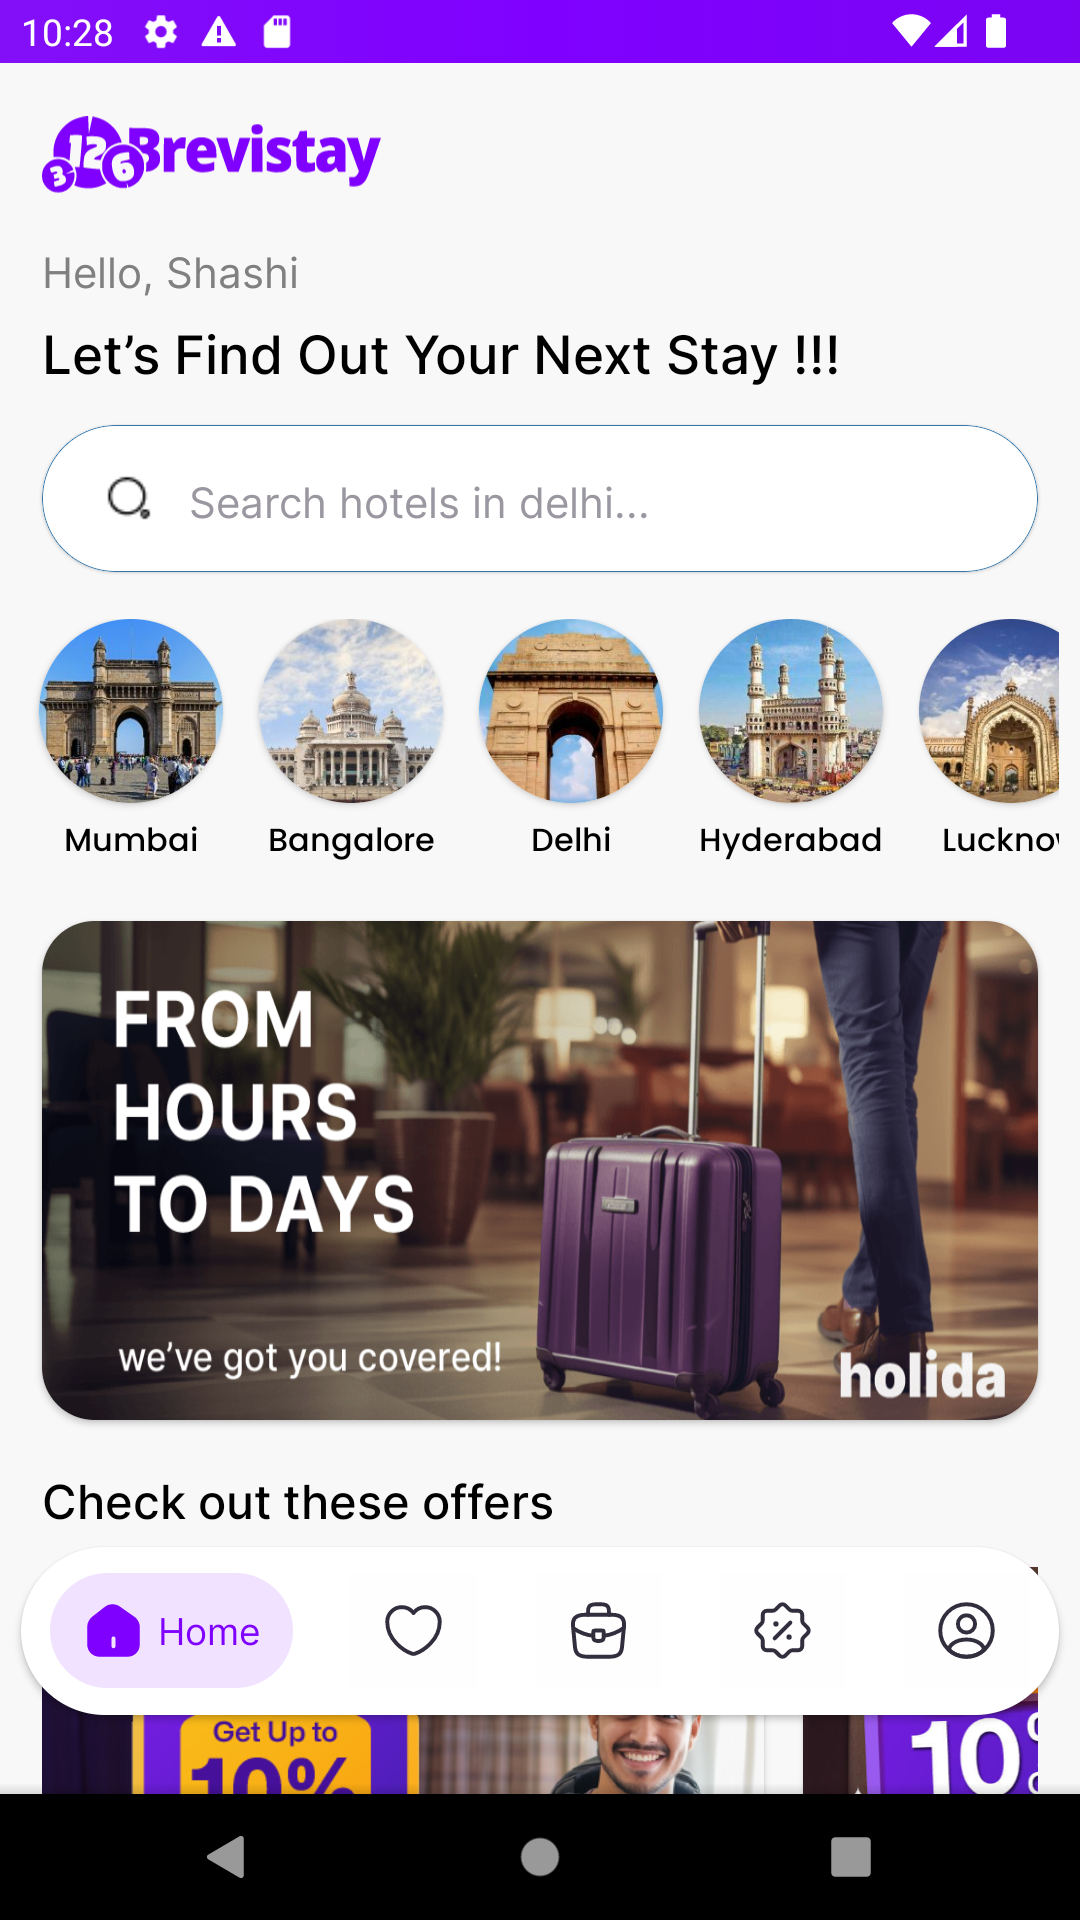 10:28
3 12 6 Brevistay
Hello, Shashi
Let’s Find Out Your Next Stay !!!
Search hotels in delhi...
Mumbai Bangalore Delhi Hyderabad Lucknow
FROM
HOURS
TO DAYS
we’ve got you covered!
holida
Check out these offers
Home
Get Up to
10%
10%